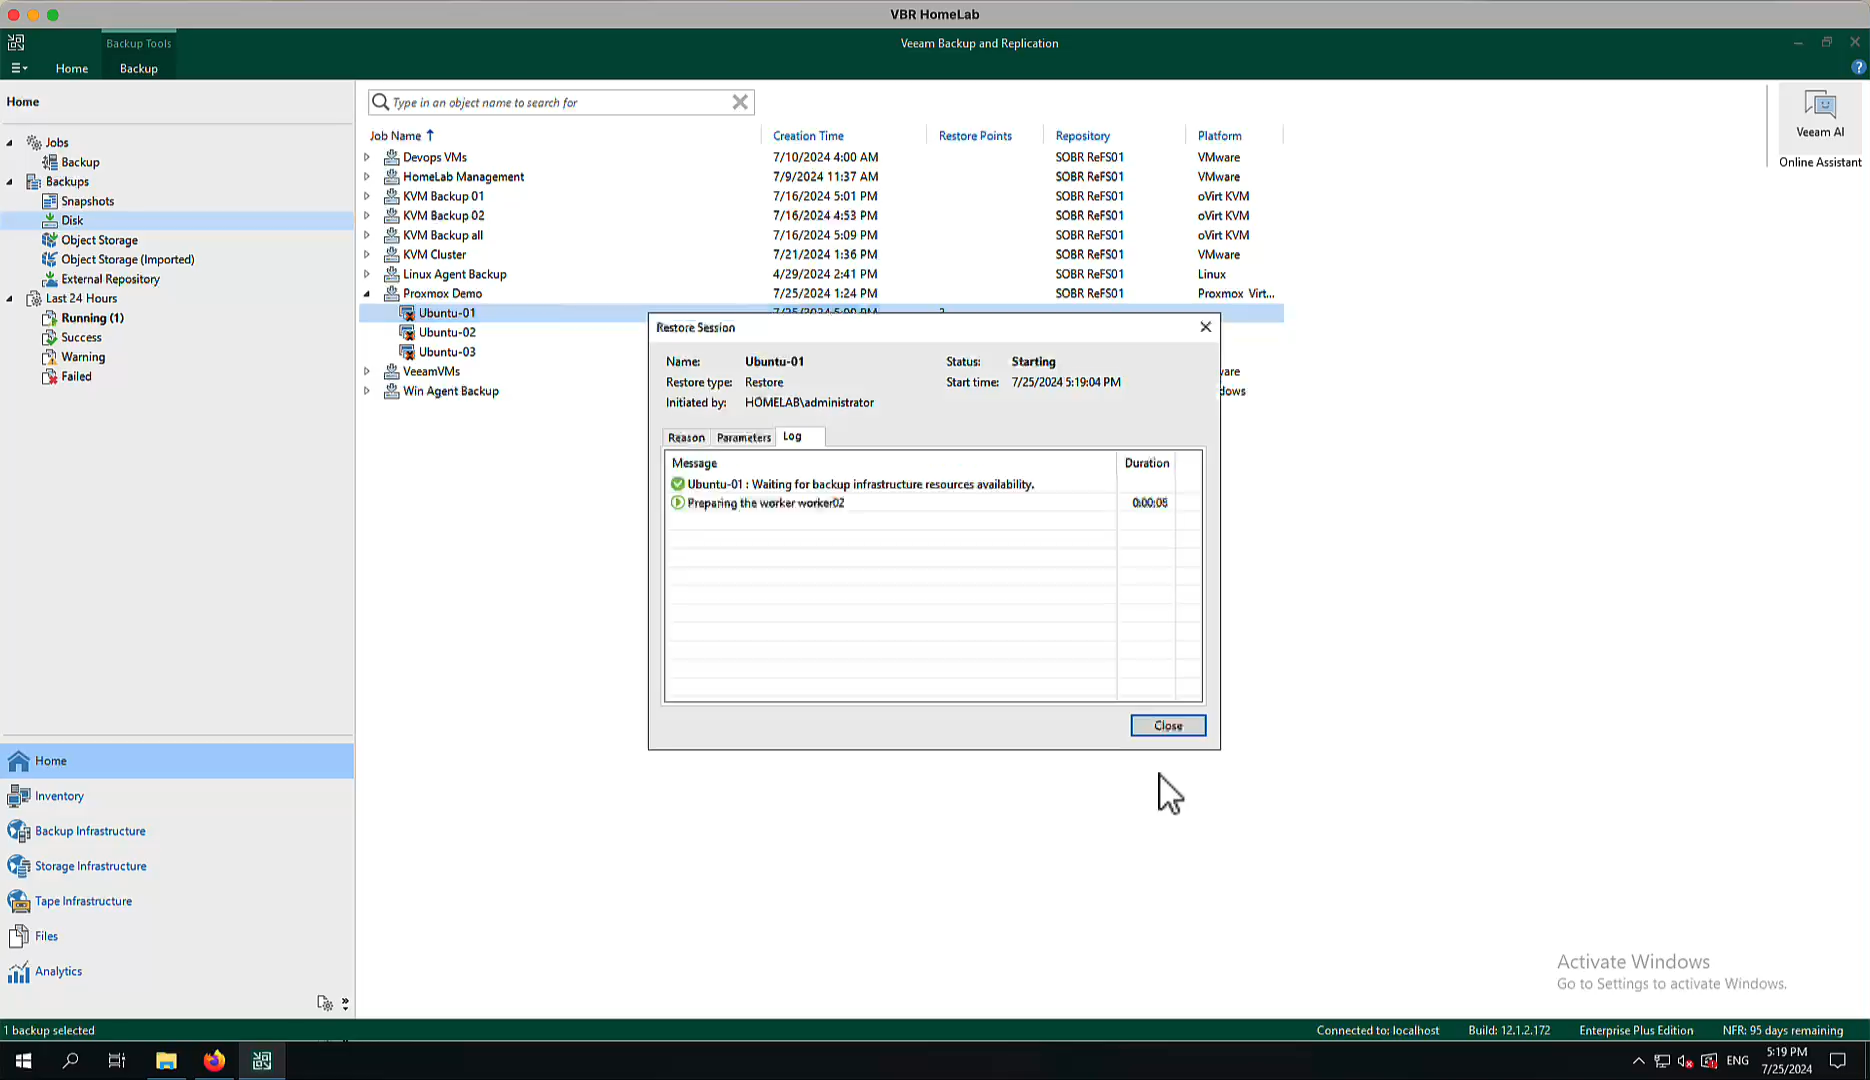 VBR HomeLab
Backup Tools
Veeam Backup and Replication
Home
Backup
Home
Type in an object name to search for
Veeam AI
Online Assistant
Jobs
Backup
Backups
Snapshots
Disk
Object Storage
Object Storage (Imported)
External Repository
Last 24 Hours
Running (1)
Success
Warning
Failed
Job Name Creation Time Restore Points Repository Platform
Devops VMs 7/10/2024 4:00 AM SOBR ReFS01 VMware
HomeLab Management 7/9/2024 11:37 AM SOBR ReFS01 VMware
KVM Backup 01 7/16/2024 5:01 PM SOBR ReFS01 oVirt KVM
KVM Backup 02 7/16/2024 4:53 PM SOBR ReFS01 oVirt KVM
KVM Backup all 7/16/2024 5:09 PM SOBR ReFS01 oVirt KVM
KVM Cluster 7/21/2024 1:36 PM SOBR ReFS01 VMware
Linux Agent Backup 4/29/2024 2:41 PM SOBR ReFS01 Linux
Proxmox Demo 7/25/2024 1:24 PM SOBR ReFS01 Proxmox Virt...
Ubuntu-01
Ubuntu-02
Ubuntu-03
VeeamVMs
Win Agent Backup
Restore Session
Name: Ubuntu-01 Status: Starting
Restore type: Restore Start time: 7/25/2024 5:19:04 PM
Initiated by: HOMELAB\administrator
Reason Parameters Log
Message Duration
Ubuntu-01 : Waiting for backup infrastructure resources availability.
Preparing the worker worker02 0:00:05
Close
Home
Inventory
Backup Infrastructure
Storage Infrastructure
Tape Infrastructure
Files
Analytics
Activate Windows
Go to Settings to activate Windows.
1 backup selected
Connected to: localhost Build: 12.1.2.172 Enterprise Plus Edition NFR: 95 days remaining
ENG
5:19 PM
7/25/2024